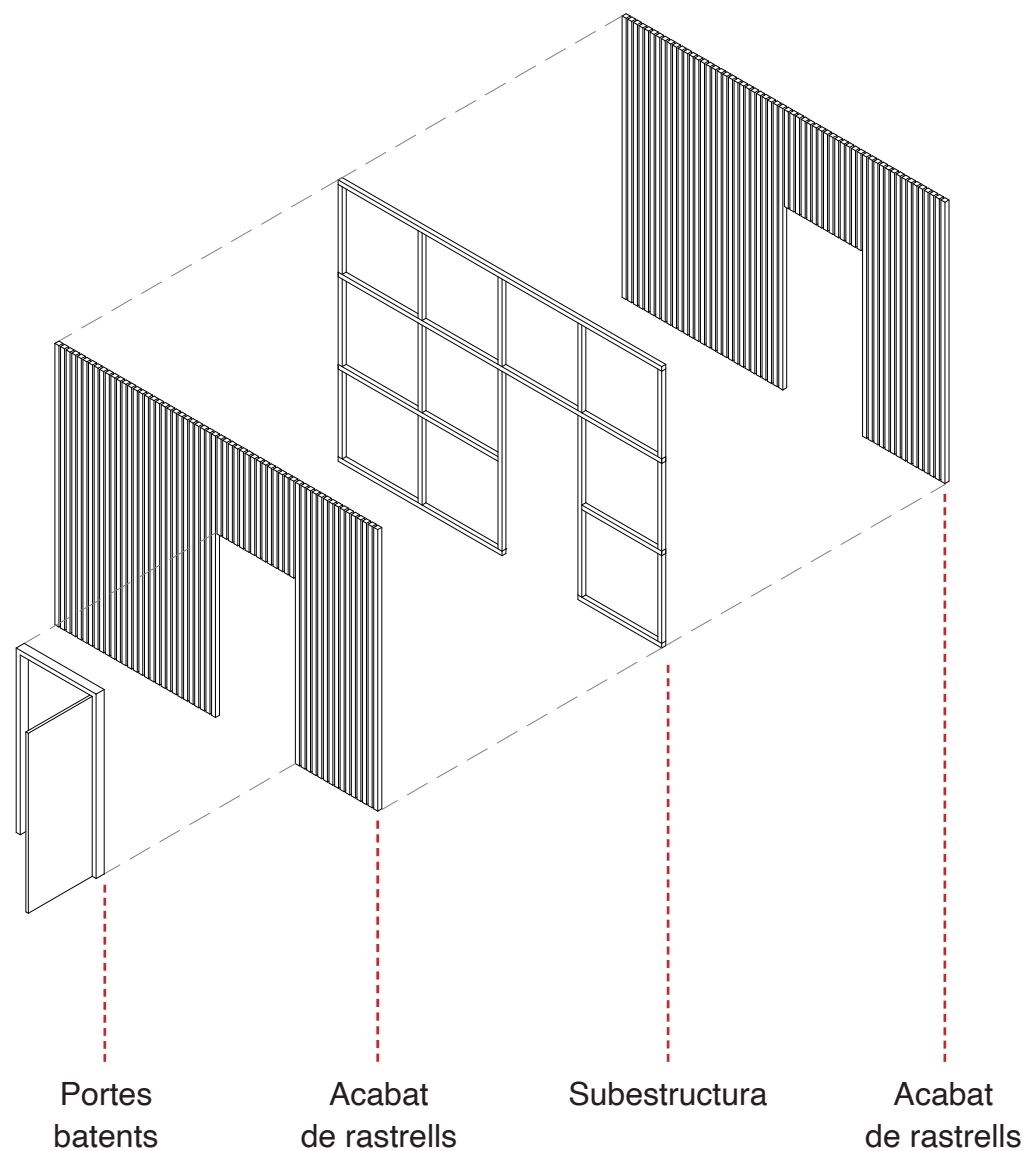 Portes
batents
Acabat
de rastrells
Subestructura
Acabat
de rastrells